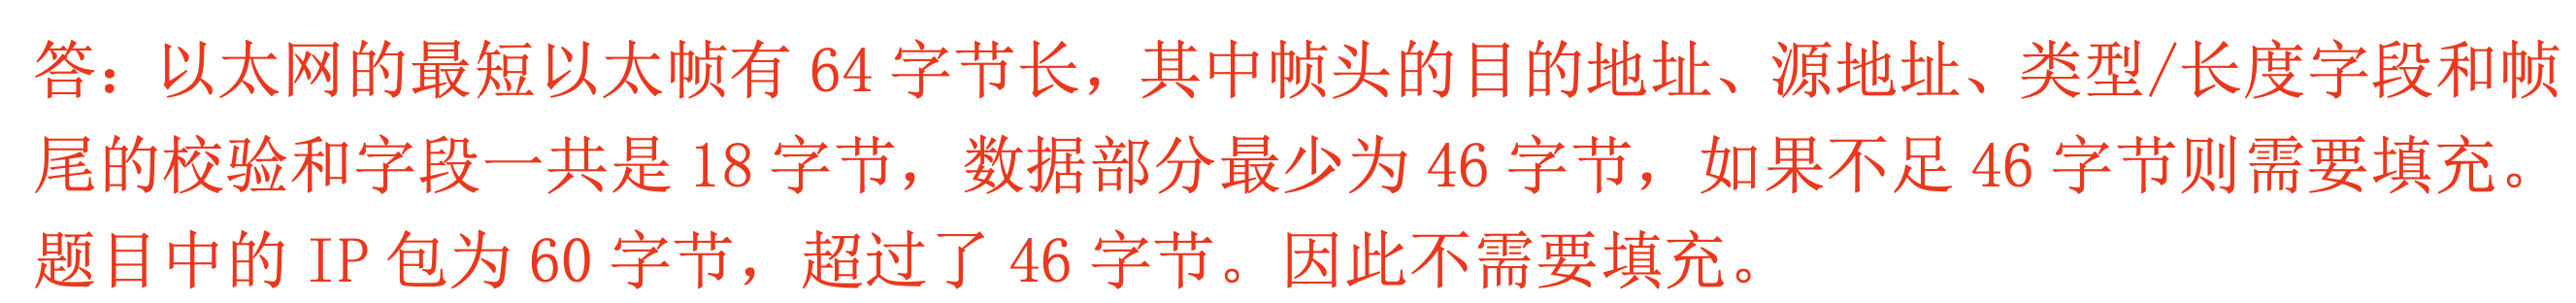 答：以太网的最短以太帧有 64 字节长，其中帧头的目的地址、源地址、类型/长度字段和帧
尾的校验和字段一共是 18 字节，数据部分最少为 46 字节，如果不足 46 字节则需要填充。
题目中的 IP 包为 60 字节，超过了 46 字节。因此不需要填充。